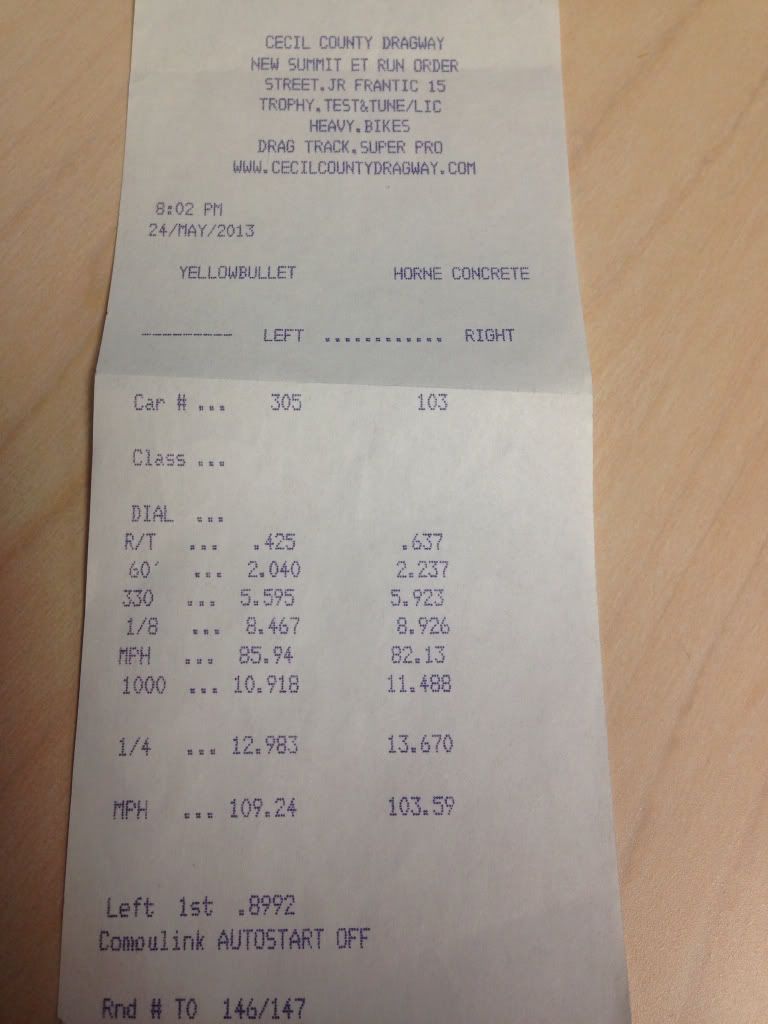 CECIL COUNTY DRAGWAY
NEW SUMMIT ET RUN ORDER
STREET.JR FRANTIC 15
TROPHY.TEST&TUNE/LIC
HEAVY.BIKES
DRAG TRACK.SUPER PRO
WWW.CECILCOUNTYDRAGWAY.COM
8:02 PM
24/MAY/2013
YELLOWBULLET HORNE CONCRETE
--------- LEFT ............ RIGHT
Car # ... 305 103
Class ...
DIAL ...
R/T ... .425 .637
60' ... 2.040 2.237
330 ... 5.595 5.923
1/8 ... 8.467 8.926
MPH ... 85.94 82.13
1000 ... 10.918 11.488
1/4 ... 12.983 13.670
MPH ... 109.24 103.59
Left 1st .8992
Comoulink AUTOSTART OFF
Rnd # TO 146/147